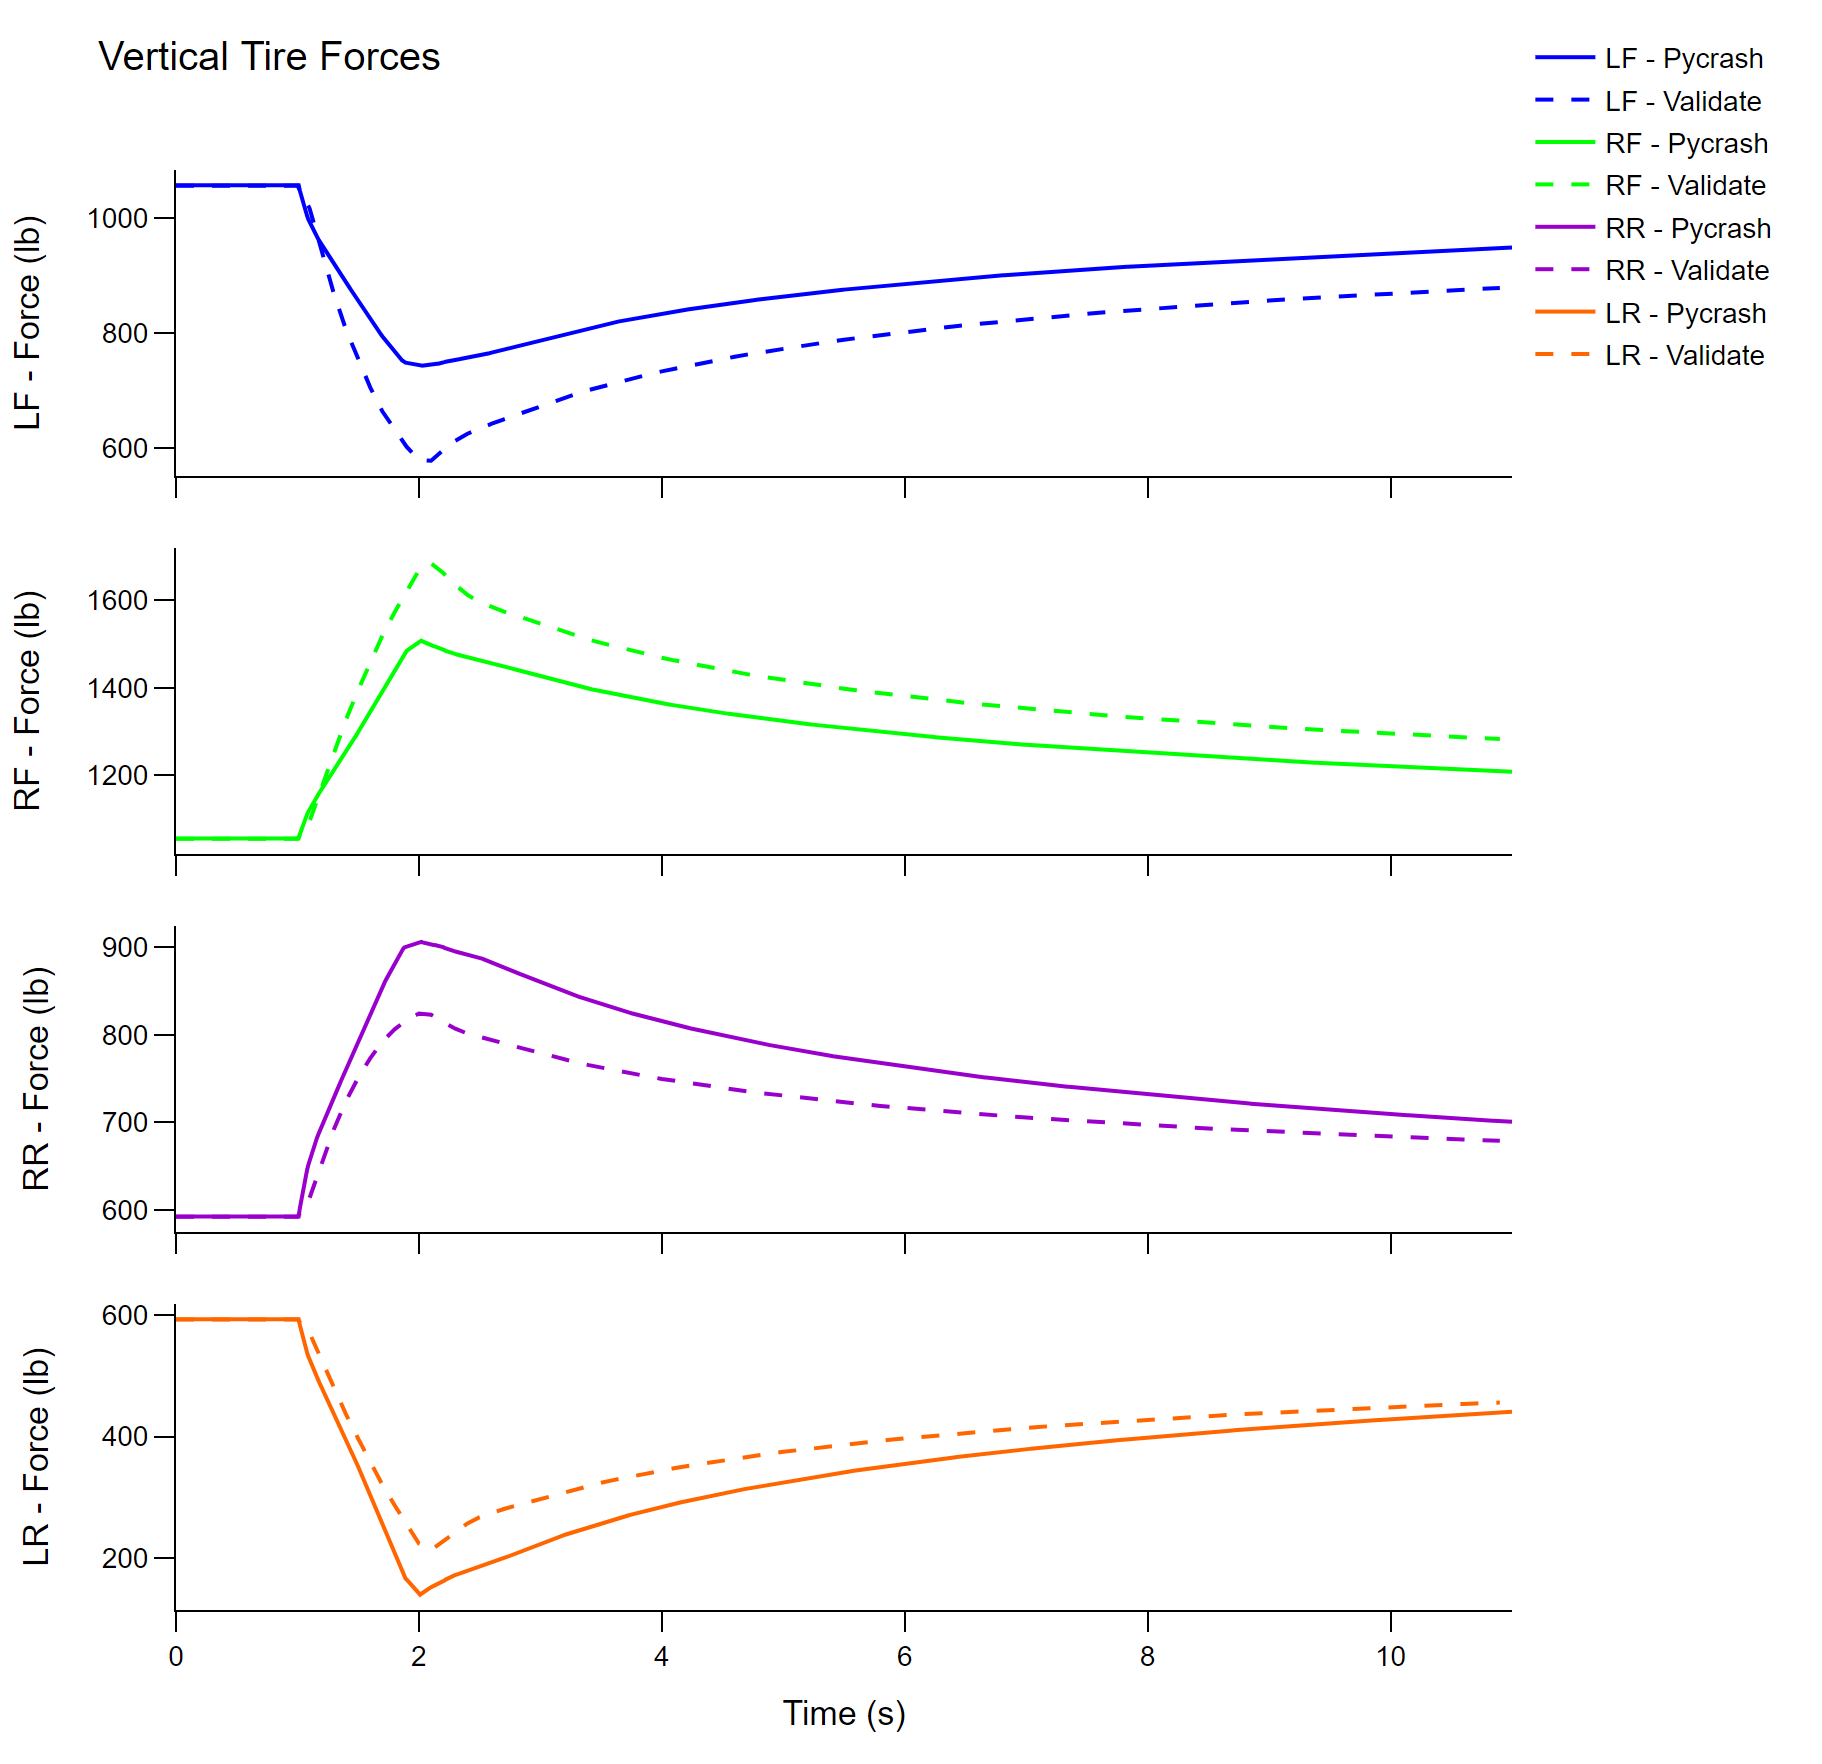 Vertical Tire Forces
LF - Pycrash
LF - Validate
RF - Pycrash
RF - Validate
RR - Pycrash
RR - Validate
LR - Pycrash
LR - Validate
LF - Force (lb)
1000
800
600
RF - Force (lb)
1600
1400
1200
RR - Force (lb)
900
800
700
600
LR - Force (lb)
600
400
200
0 2 4 6 8 10
Time (s)